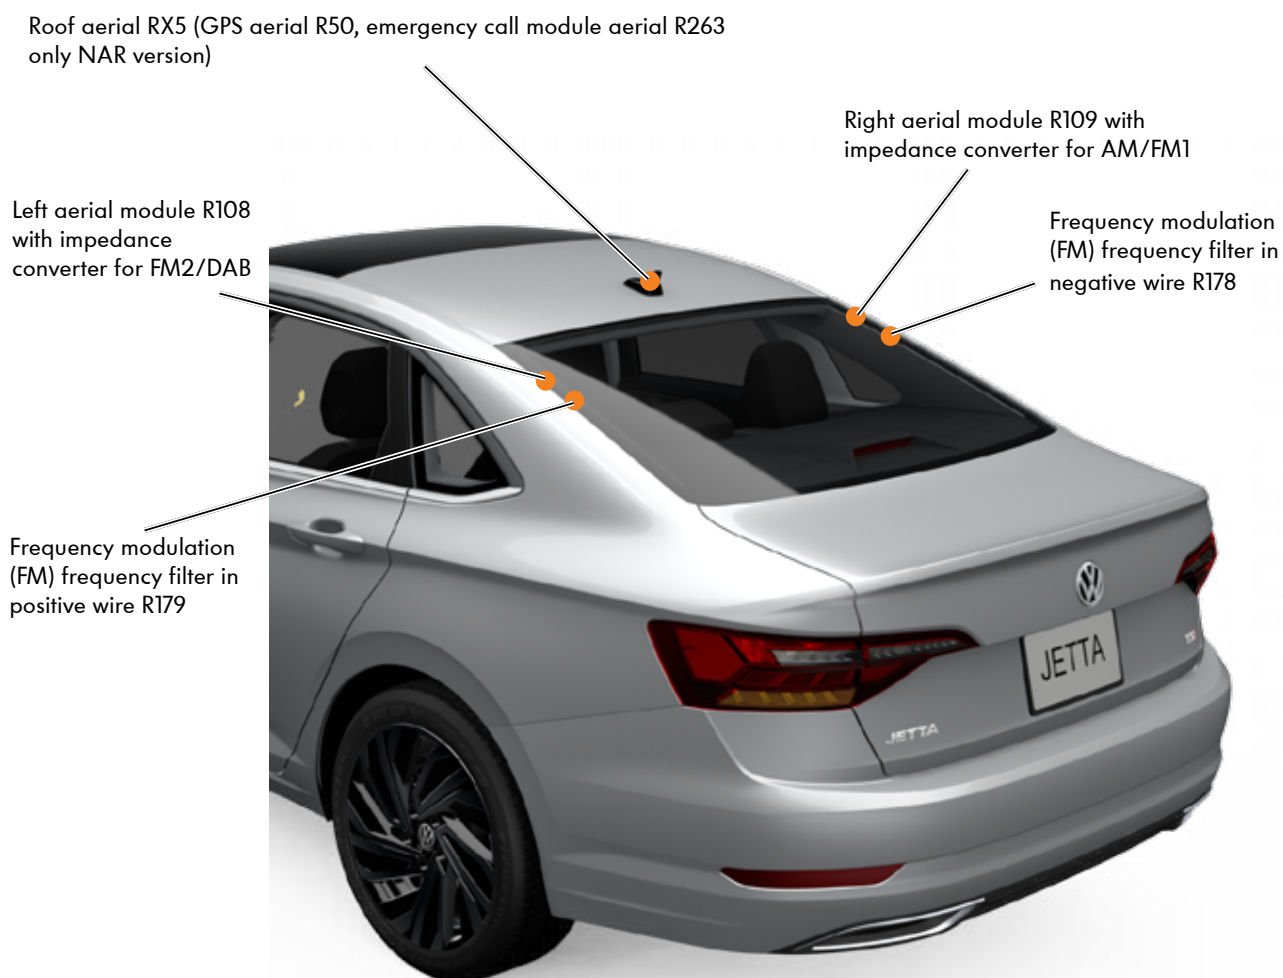 Roof aerial RX5 (GPS aerial R50, emergency call module aerial R263
only NAR version)
Right aerial module R109 with
impedance converter for AM/FM1
Left aerial module R108
with impedance
converter for FM2/DAB
Frequency modulation
(FM) frequency filter in
negative wire R178
Frequency modulation
(FM) frequency filter in
positive wire R179
JETTA
JETTA